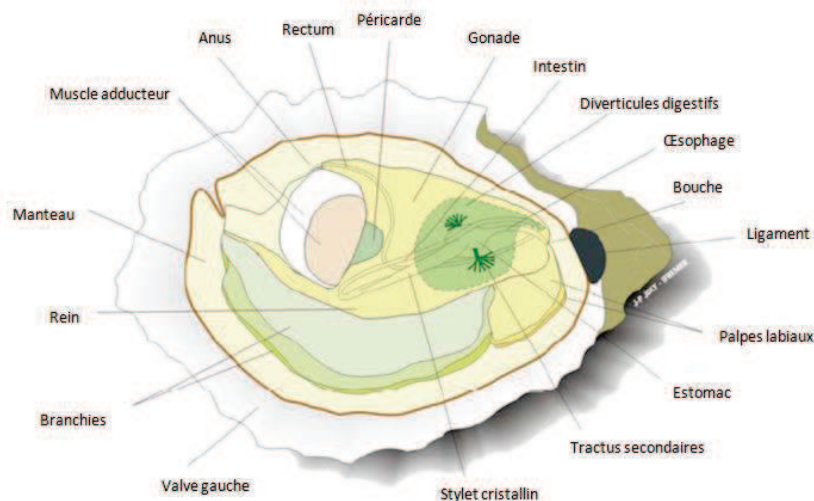 Péricarde
Rectum
Anus
Gonade
Intestin
Muscle adducteur
Diverticules digestifs
Œsophage
Bouche
Manteau
Ligament
Rein
Palpes labiaux
Estomac
Branchies
Tractus secondaires
Valve gauche
Stylet cristallin